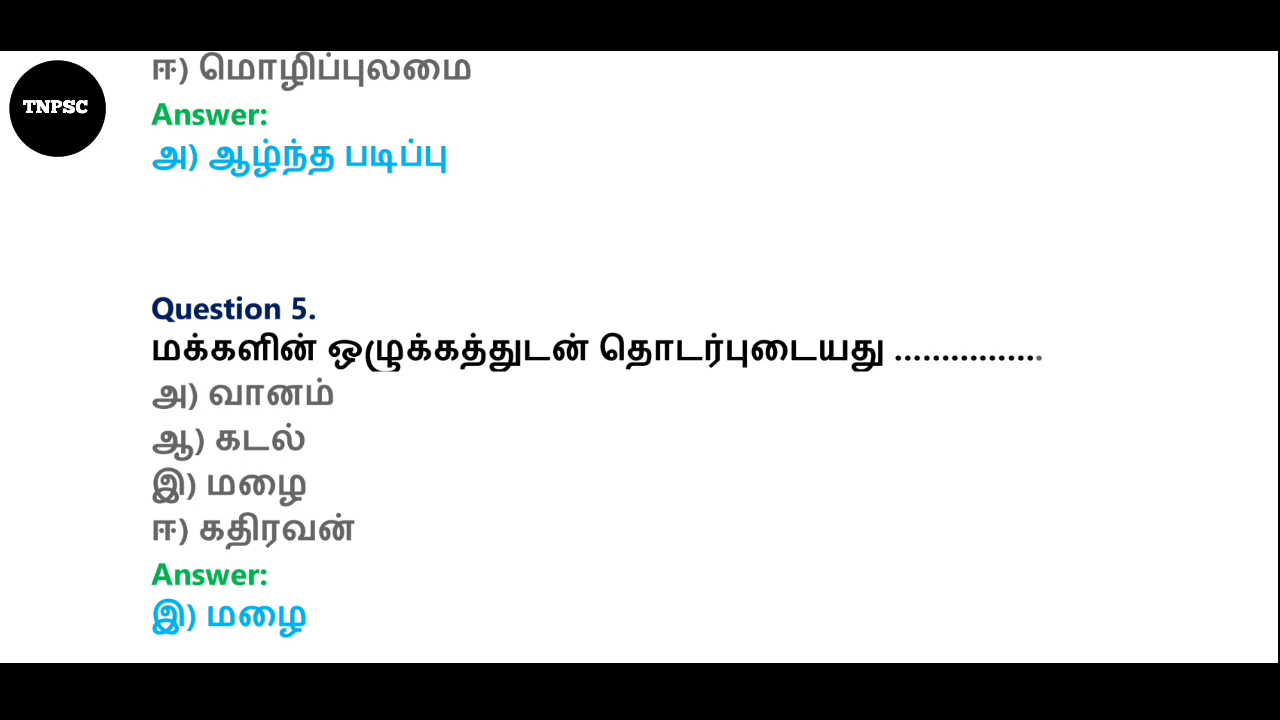 ஈ) மொழிப்புலமை
TNPSC
Answer:
அ) ஆழ்ந்த படிப்பு
Question 5.
மக்களின் ஒழுக்கத்துடன் தொடர்புடையது ................
அ) வானம்
ஆ) கடல்
இ) மழை
ஈ) கதிரவன்
Answer:
இ) மழை